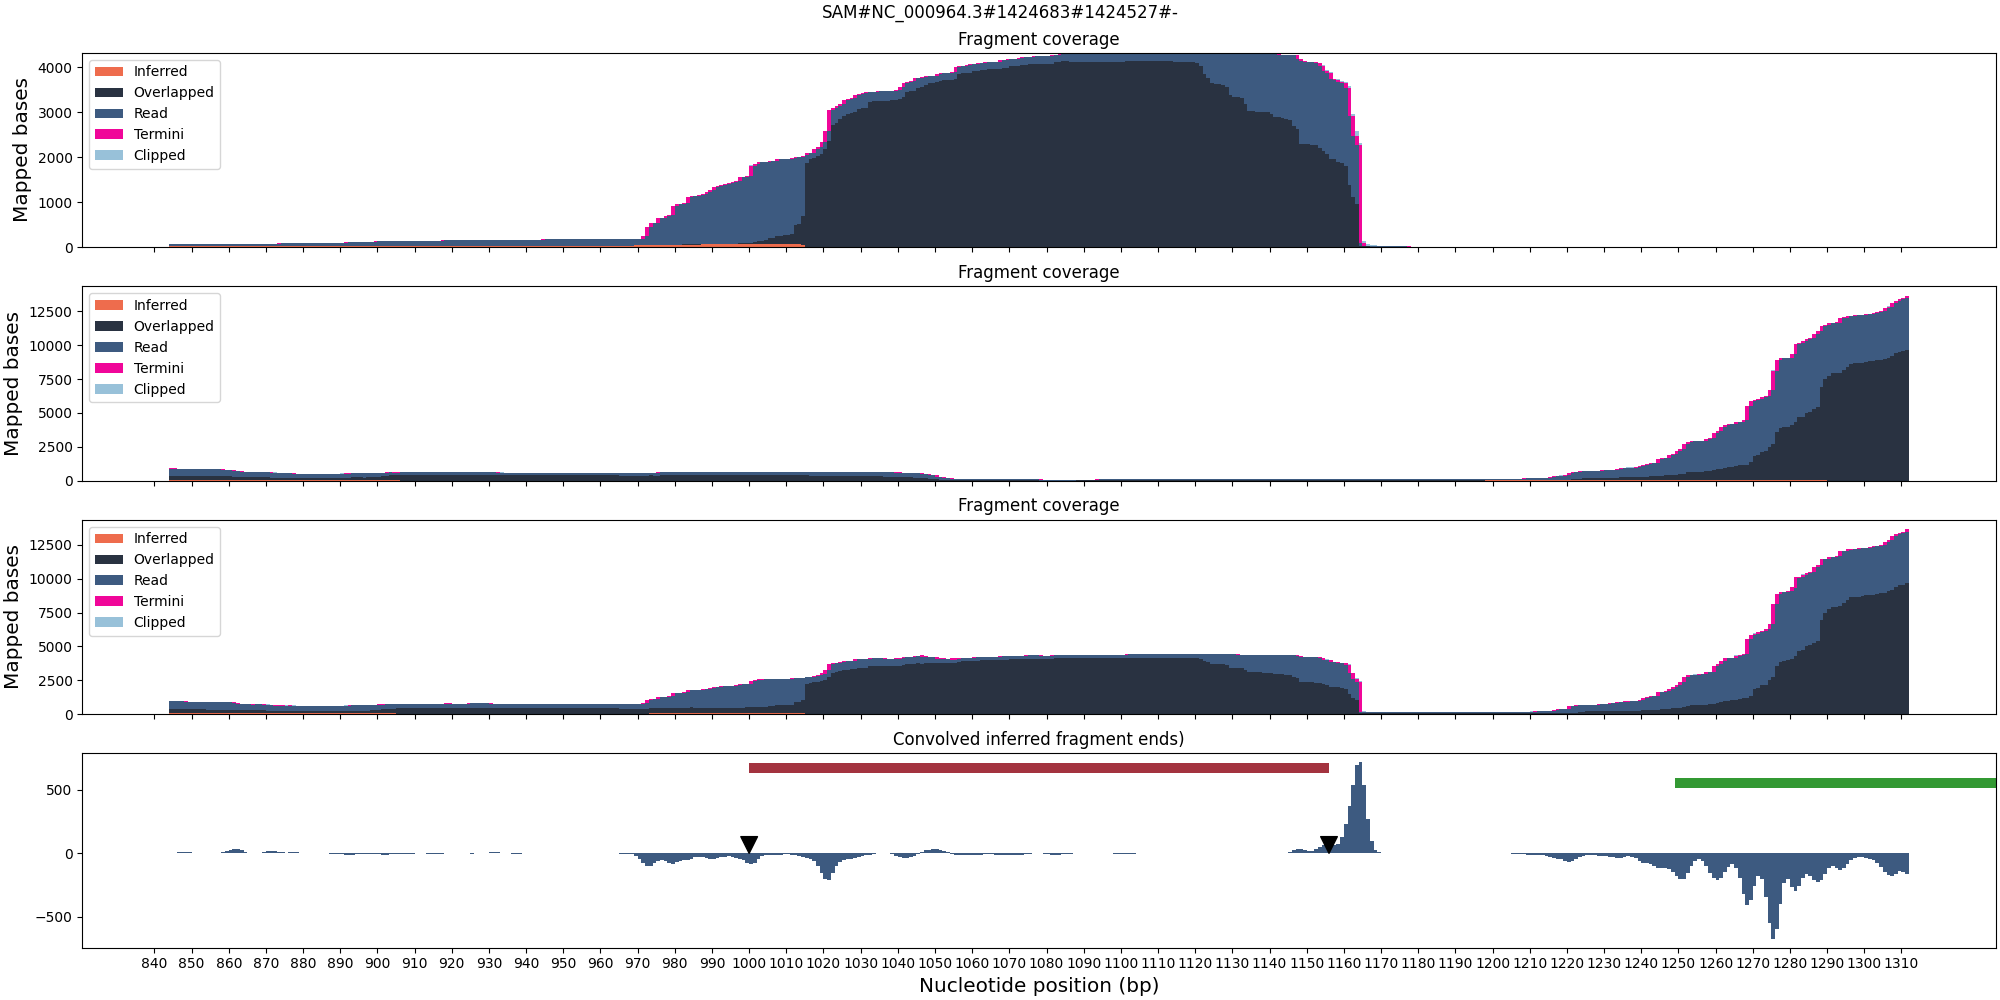 SAM#NC_000964.3#1424683#1424527#-
Fragment coverage
Mapped bases
4000
3000
2000
1000
0
Inferred
Overlapped
Read
Termini
Clipped
Fragment coverage
Mapped bases
12500
10000
7500
5000
2500
0
Inferred
Overlapped
Read
Termini
Clipped
Fragment coverage
Mapped bases
12500
10000
7500
5000
2500
0
Inferred
Overlapped
Read
Termini
Clipped
Convolved inferred fragment ends)
500
0
−500
840 850 860 870 880 890 900 910 920 930 940 950 960 970 980 990 1000 1010 1020 1030 1040 1050 1060 1070 1080 1090 1100 1110 1120 1130 1140 1150 1160 1170 1180 1190 1200 1210 1220 1230 1240 1250 1260 1270 1280 1290 1300 1310
Nucleotide position (bp)